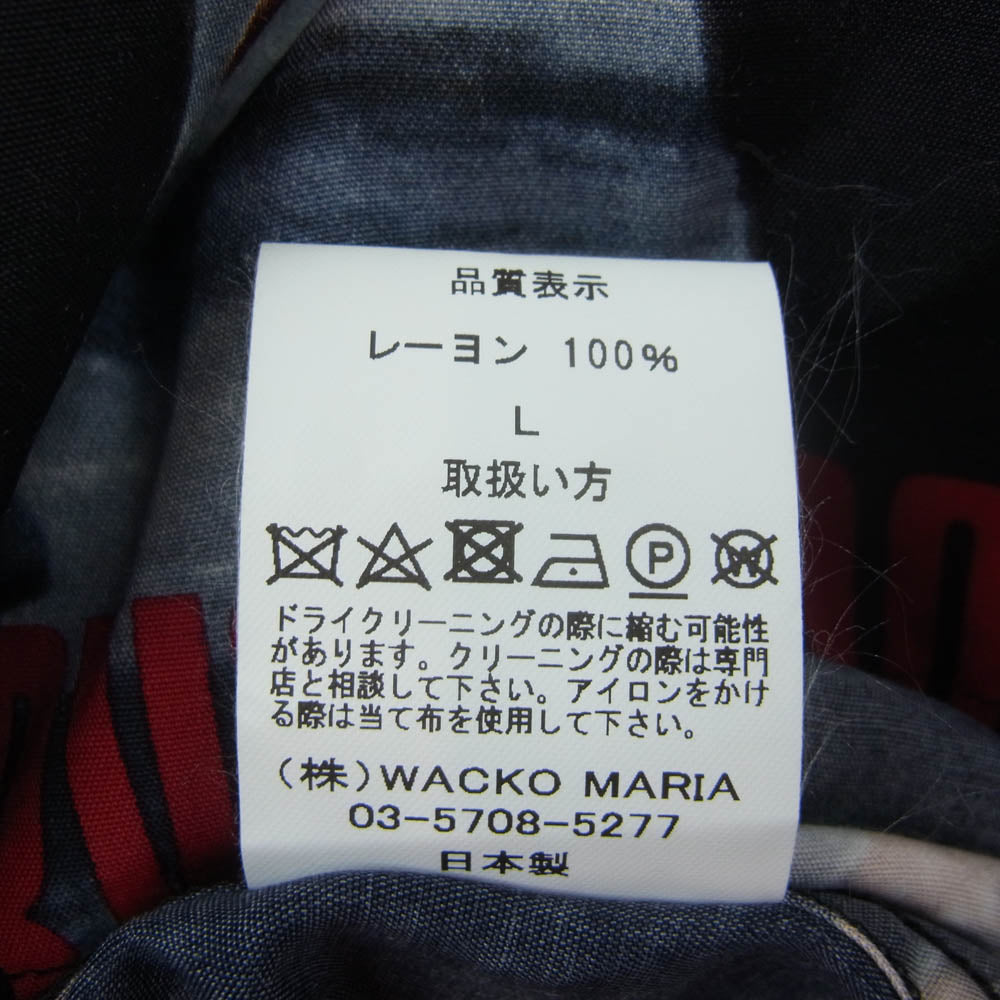 品質表示
レーヨン 100%
L
取扱い方
P
W
ドライクリーニングの際に縮む可能性
があります。クリーニングの際は専門
店と相談して下さい。アイロンをかけ
る際は当て布を使用して下さい。
(株)WACKO MARIA
03-5708-5277
日本製